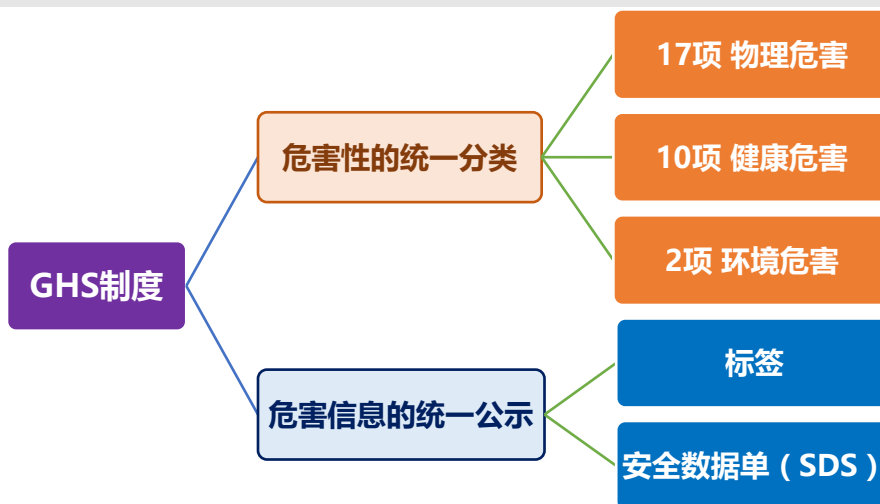 GHS制度
危害性的统一分类
17项 物理危害
10项 健康危害
2项 环境危害
危害信息的统一公示
标签
安全数据单（SDS）